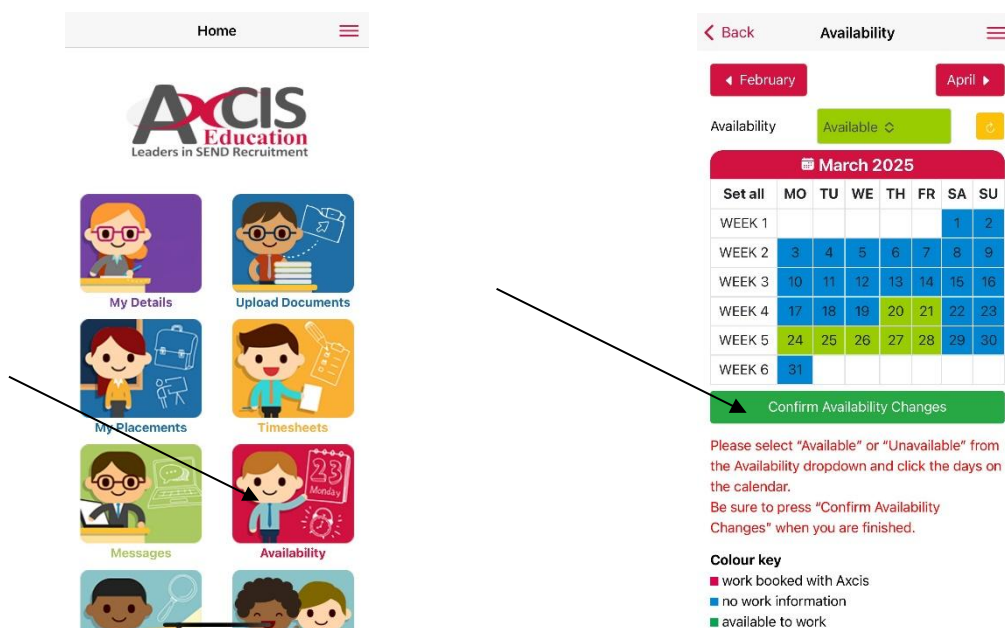 Home
AXCIS
Education
Leaders in SEND Recruitment
My Details
Upload Documents
My Placements
Timesheets
23
Monday
Messages
Availability
Back
Availability
February
April
Availability
Available
March 2025
Set all MO TU WE TH FR SA SU
WEEK 1 1 2
WEEK 2 3 4 5 6 7 8 9
WEEK 3 10 11 12 13 14 15 16
WEEK 4 17 18 19 20 21 22 23
WEEK 5 24 25 26 27 28 29 30
WEEK 6 31
Confirm Availability Changes
Please select “Available” or “Unavailable” from
the Availability dropdown and click the days on
the calendar.
Be sure to press “Confirm Availability
Changes” when you are finished.
Colour key
work booked with Axcis
no work information
available to work